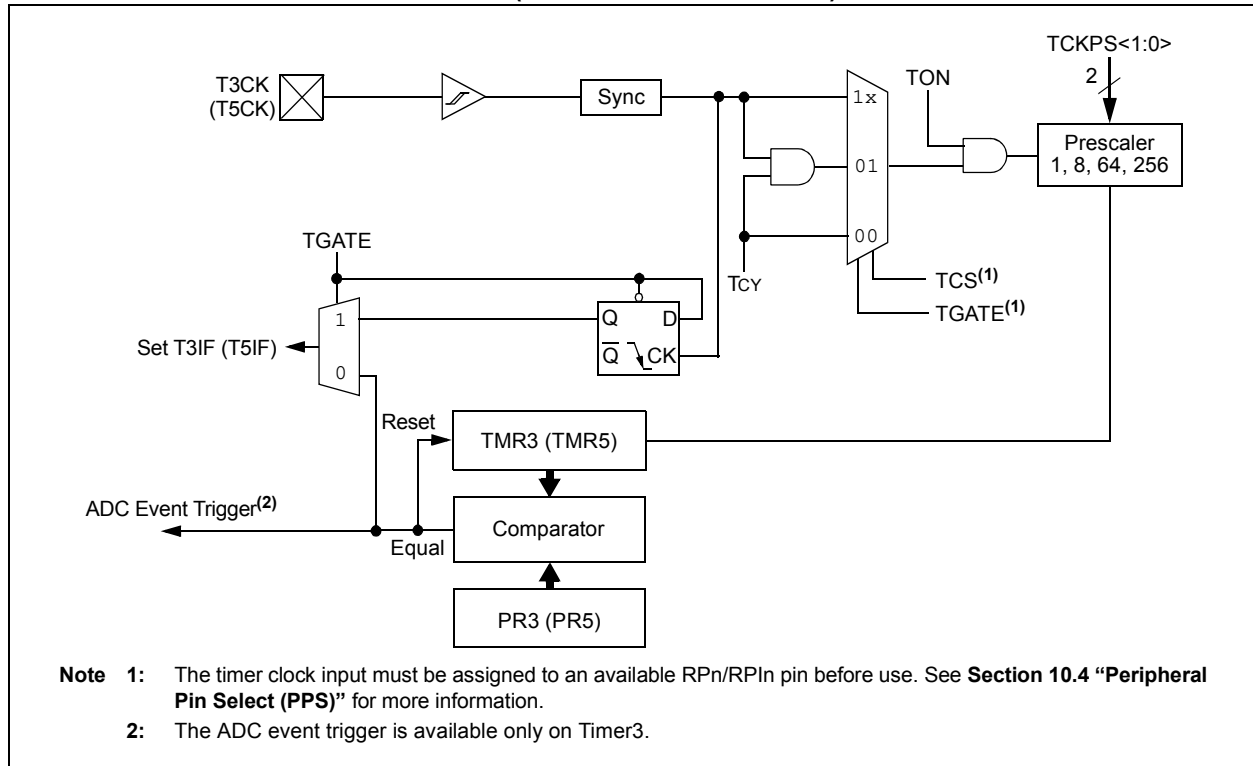 TCKPS<1:0>
2
T3CK
(T5CK)
Sync
1x
TON
Prescaler
1, 8, 64, 256
01
00
TGATE
TCY
TCS(1)
TGATE(1)
1
Q D
Q CK
Set T3IF (T5IF)
0
Reset
TMR3 (TMR5)
ADC Event Trigger(2)
Comparator
Equal
PR3 (PR5)
Note 1: The timer clock input must be assigned to an available RPn/RPIn pin before use. See Section 10.4 “Peripheral
Pin Select (PPS)” for more information.
2: The ADC event trigger is available only on Timer3.